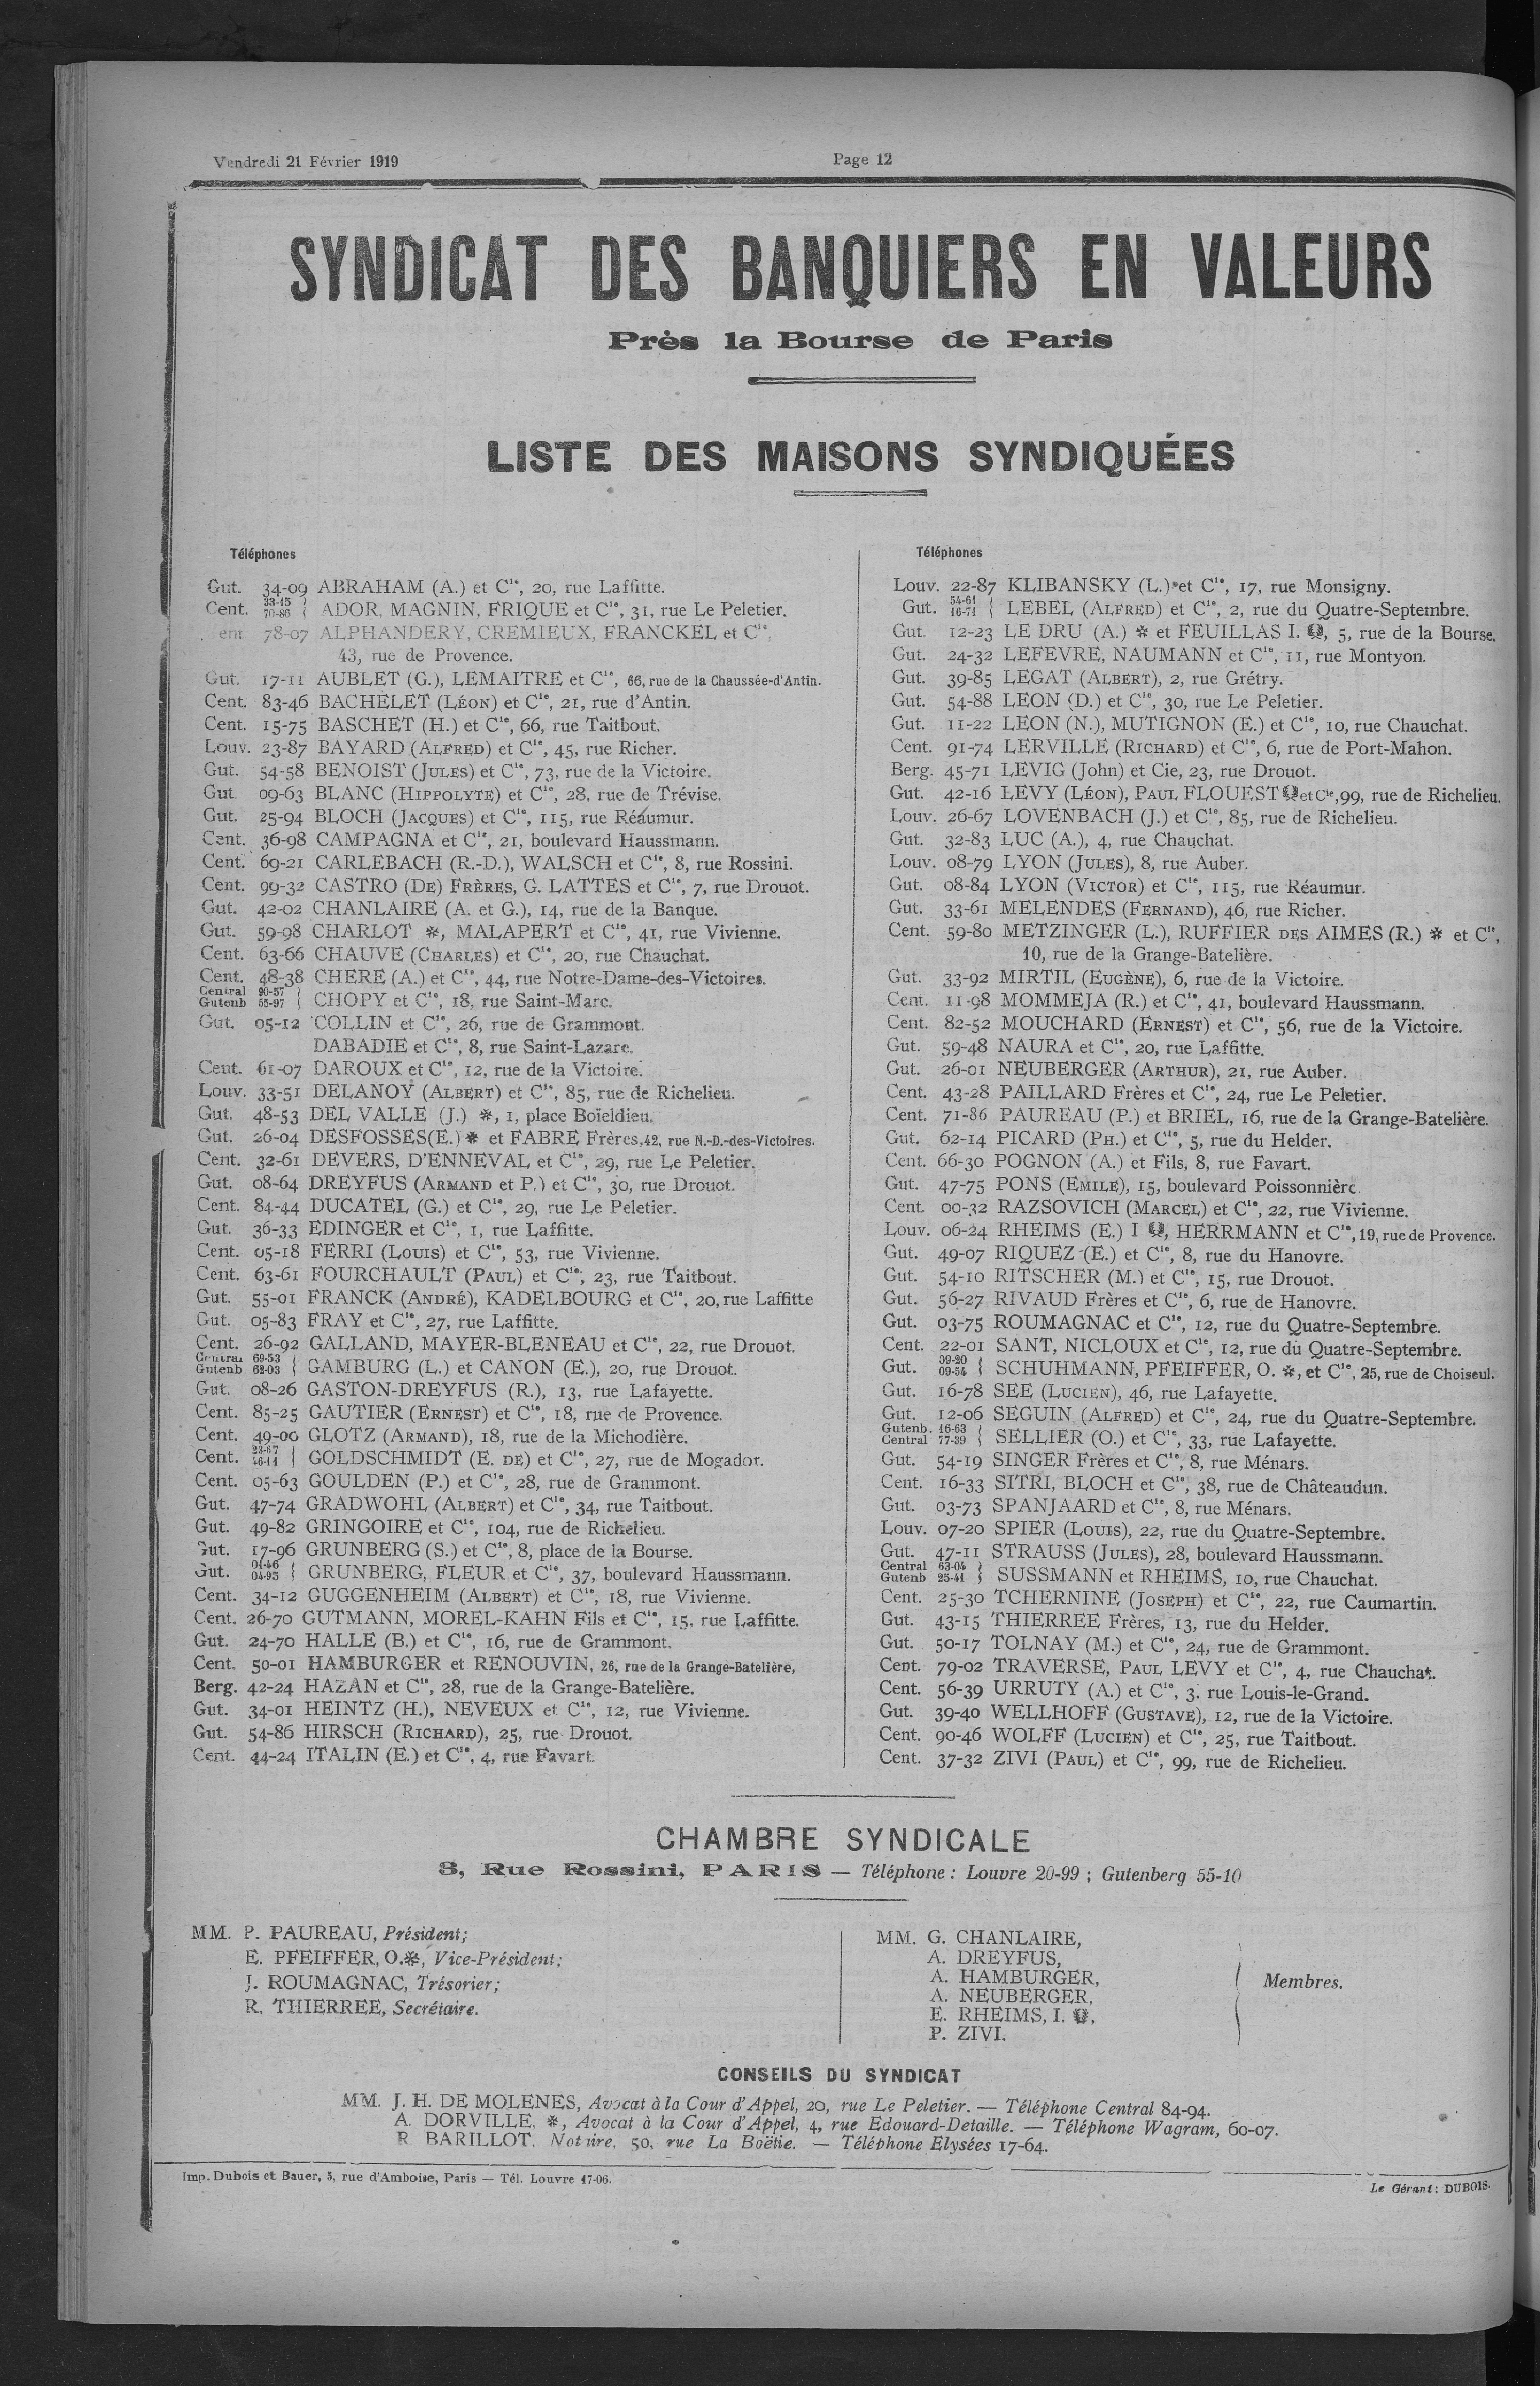 Vendredi 21 Février 1919
Page 12
SYNDICAT DES BANQUIERS EN VALEURS
Près la Bourse de Paris
LISTE DES MAISONS SYNDIQUÉES
Téléphones
Gut. 34-09 ABRAHAM (A.) et Cie, 20, rue Laffitte.
Cent. 33-15 70-86 { ADOR, MAGNIN, FRIQUE et Cie, 31, rue Le Peletier.
ent 78-07 ALPHANDERY, CREMIEUX, FRANCKEL et Cie,
43, rue de Provence.
Gut. 17-11 AUBLET (G.), LEMAITRE et Cie, 66, rue de la Chaussée-d'Antin.
Cent. 83-46 BACHELET (LÉON) et Cie, 21, rue d'Antin.
Cent. 15-75 BASCHET (H.) et Cie, 66, rue Taitbout.
Louv. 23-87 BAYARD (ALFRED) et Cie, 45, rue Richer.
Gut. 54-58 BENOIST (JULES) et Cie, 73, rue de la Victoire.
Gut. 09-63 BLANC (HIPPOLYTE) et Cie, 28, rue de Trévise.
Gut. 25-94 BLOCH (JACQUES) et Cie, 115, rue Réaumur.
Cent. 36-98 CAMPAGNA et Cie, 21, boulevard Haussmann.
Cent. 69-21 CARLEBACH (R.-D.), WALSCH et Cie, 8, rue Rossini.
Cent. 99-32 CASTRO (DE) FRÈRES, G. LATTES et Cie, 7, rue Drouot.
Gut. 42-02 CHANLAIRE (A. et G.), 14, rue de la Banque.
Gut. 59-98 CHARLOT ✻, MALAPERT et Cie, 41, rue Vivienne.
Cent. 63-66 CHAUVE (CHARLES) et Cie, 20, rue Chauchat.
Cent. 48-38 CHERE (A.) et Cie, 44, rue Notre-Dame-des-Victoires.
Central 90-57 Gutenb 55-97 { CHOPY et Cie, 18, rue Saint-Marc.
Gut. 05-12 COLLIN et Cie, 26, rue de Grammont.
DABADIE et Cie, 8, rue Saint-Lazare.
Cent. 61-07 DAROUX et Cie, 12, rue de la Victoire.
Louv. 33-51 DELANOY (ALBERT) et Cie, 85, rue de Richelieu.
Gut. 48-53 DEL VALLE (J.) ✻, 1, place Boïeldieu.
Gut. 26-04 DESFOSSES(E.) ✻ et FABRE Frères, 42, rue N.-D.-des-Victoires.
Cent. 32-61 DEVERS, D'ENNEVAL et Cie, 29, rue Le Peletier.
Gut. 08-64 DREYFUS (ARMAND et P.) et Cie, 30, rue Drouot.
Cent. 84-44 DUCATEL (G.) et Cie, 29, rue Le Peletier.
Gut. 36-33 EDINGER et Cie, 1, rue Laffitte.
Cent. 05-18 FERRI (LOUIS) et Cie, 53, rue Vivienne.
Cent. 63-61 FOURCHAULT (PAUL) et Cie, 23, rue Taitbout.
Gut. 55-01 FRANCK (ANDRÉ), KADELBOURG et Cie, 20, rue Laffitte
Gut. 05-83 FRAY et Cie, 27, rue Laffitte.
Cent. 26-92 GALLAND, MAYER-BLENEAU et Cie, 22, rue Drouot.
Central 69-53 Gutenb 62-03 { GAMBURG (L.) et CANON (E.), 20, rue Drouot.
Gut. 08-26 GASTON-DREYFUS (R.), 13, rue Lafayette.
Cent. 85-25 GAUTIER (ERNEST) et Cie, 18, rue de Provence.
Cent. 49-00 GLOTZ (ARMAND), 18, rue de la Michodière.
Cent. 23-67 46-14 { GOLDSCHMIDT (E. DE) et Cie, 27, rue de Mogador.
Cent. 05-63 GOULDEN (P.) et Cie, 28, rue de Grammont.
Gut. 47-74 GRADWOHL (ALBERT) et Cie, 34, rue Taitbout.
Gut. 49-82 GRINGOIRE et Cie, 104, rue de Richelieu.
Gut. 17-96 GRUNBERG (S.) et Cie, 8, place de la Bourse.
Gut. 04-46 04-95 { GRUNBERG, FLEUR et Cie, 37, boulevard Haussmann.
Cent. 34-12 GUGGENHEIM (ALBERT) et Cie, 18, rue Vivienne.
Cent. 26-70 GUTMANN, MOREL-KAHN Fils et Cie, 15, rue Laffitte.
Gut. 24-70 HALLE (B.) et Cie, 16, rue de Grammont.
Cent. 50-01 HAMBURGER et RENOUVIN, 26, rue de la Grange-Batelière,
Berg. 42-24 HAZAN et Cie, 28, rue de la Grange-Batelière.
Gut. 34-01 HEINTZ (H.), NEVEUX et Cie, 12, rue Vivienne.
Gut. 54-86 HIRSCH (RICHARD), 25, rue Drouot.
Cent. 44-24 ITALIN (E.) et Cie, 4, rue Favart.
Téléphones
Louv. 22-87 KLIBANSKY (L.) et Cie, 17, rue Monsigny.
Gut. 54-61 16-71 { LEBEL (ALFRED) et Cie, 2, rue du Quatre-Septembre.
Gut. 12-23 LE DRU (A.) ✻ et FEUILLAS I. , 5, rue de la Bourse.
Gut. 24-32 LEFEVRE, NAUMANN et Cie, 11, rue Montyon.
Gut. 39-85 LEGAT (ALBERT), 2, rue Grétry.
Gut. 54-88 LEON (D.) et Cie, 30, rue Le Peletier.
Gut. 11-22 LEON (N.), MUTIGNON (E.) et Cie, 10, rue Chauchat.
Cent. 91-74 LERVILLE (RICHARD) et Cie, 6, rue de Port-Mahon.
Berg. 45-71 LEVIG (John) et Cie, 23, rue Drouot.
Gut. 42-16 LEVY (LÉON), PAUL FLOUEST et Cie, 99, rue de Richelieu.
Louv. 26-67 LOVENBACH (J.) et Cie, 85, rue de Richelieu.
Gut. 32-83 LUC (A.), 4, rue Chauchat.
Louv. 08-79 LYON (JULES), 8, rue Auber.
Gut. 08-84 LYON (VICTOR) et Cie, 115, rue Réaumur.
Gut. 33-61 MELENDES (FERNAND), 46, rue Richer.
Cent. 59-80 METZINGER (L.), RUFFIER DES AIMES (R.) ✻ et Cie,
10, rue de la Grange-Batelière.
Gut. 33-92 MIRTIL (EUGÈNE), 6, rue de la Victoire.
Cent. 11-98 MOMMEJA (R.) et Cie, 41, boulevard Haussmann.
Cent. 82-52 MOUCHARD (ERNEST) et Cie, 56, rue de la Victoire.
Gut. 59-48 NAURA et Cie, 20, rue Laffitte.
Gut. 26-01 NEUBERGER (ARTHUR), 21, rue Auber.
Cent. 43-28 PAILLARD Frères et Cie, 24, rue Le Peletier.
Cent. 71-86 PAUREAU (P.) et BRIEL, 16, rue de la Grange-Batelière.
Gut. 62-14 PICARD (PH.) et Cie, 5, rue du Helder.
Cent. 66-30 POGNON (A.) et Fils, 8, rue Favart.
Gut. 47-75 PONS (EMILE), 15, boulevard Poissonnière.
Cent. 00-32 RAZSOVICH (MARCEL) et Cie, 22, rue Vivienne.
Louv. 06-24 RHEIMS (E.) I , HERRMANN et Cie, 19, rue de Provence.
Gut. 49-07 RIQUEZ (E.) et Cie, 8, rue du Hanovre.
Gut. 54-10 RITSCHER (M.) et Cie, 15, rue Drouot.
Gut. 56-27 RIVAUD Frères et Cie, 6, rue de Hanovre.
Gut. 03-75 ROUMAGNAC et Cie, 12, rue du Quatre-Septembre.
Cent. 22-01 SANT, NICLOUX et Cie, 12, rue du Quatre-Septembre.
Gut. 39-20 09-54 { SCHUHMANN, PFEIFFER, O. ✻, et Cie, 25, rue de Choiseul.
Gut. 16-78 SEE (LUCIEN), 46, rue Lafayette.
Gut. 12-06 SEGUIN (ALFRED) et Cie, 24, rue du Quatre-Septembre.
Gutenb. 16-63 Central 77-39 { SELLIER (O.) et Cie, 33, rue Lafayette.
Gut. 54-19 SINGER Frères et Cie, 8, rue Ménars.
Cent. 16-33 SITRI, BLOCH et Cie, 38, rue de Châteaudun.
Gut. 03-73 SPANJAARD et Cie, 8, rue Ménars.
Louv. 07-20 SPIER (LOUIS), 22, rue du Quatre-Septembre.
Gut. 47-11 STRAUSS (JULES), 28, boulevard Haussmann.
Central 63-04 Gutenb 25-41 } SUSSMANN et RHEIMS, 10, rue Chauchat.
Cent. 25-30 TCHERNINE (JOSEPH) et Cie, 22, rue Caumartin.
Gut. 43-15 THIERREE Frères, 13, rue du Helder.
Gut. 50-17 TOLNAY (M.) et Cie, 24, rue de Grammont.
Cent. 79-02 TRAVERSE, PAUL LEVY et Cie, 4, rue Chauchat.
Cent. 56-39 URRUTY (A.) et Cie, 3. rue Louis-le-Grand.
Gut. 39-40 WELLHOFF (GUSTAVE), 12, rue de la Victoire.
Cent. 90-46 WOLFF (LUCIEN) et Cie, 25, rue Taitbout.
Cent. 37-32 ZIVI (PAUL) et Cie, 99, rue de Richelieu.
CHAMBRE SYNDICALE
8, Rue Rossini, PARIS — Téléphone : Louvre 20-99 ; Gutenberg 55-10
MM. P. PAUREAU, Président;
E. PFEIFFER, O.✻, Vice-Président;
J. ROUMAGNAC, Trésorier;
R. THIERREE, Secrétaire.
MM. G. CHANLAIRE,
A. DREYFUS,
A. HAMBURGER,
A. NEUBERGER,
E. RHEIMS, I. ,
P. ZIVI.
Membres.
CONSEILS DU SYNDICAT
MM. J. H. DE MOLENES, Avocat à la Cour d'Appel, 20, rue Le Peletier. — Téléphone Central 84-94.
A. DORVILLE, ✻, Avocat à la Cour d'Appel, 4, rue Edouard-Detaille. — Téléphone Wagram, 60-07.
R BARILLOT, Notaire, 50, rue La Boëtie. — Téléphone Elysées 17-64.
Imp. Dubois et Bauer, 5, rue d'Amboise, Paris — Tél. Louvre 47-06.
Le Gérant : DUBOIS.